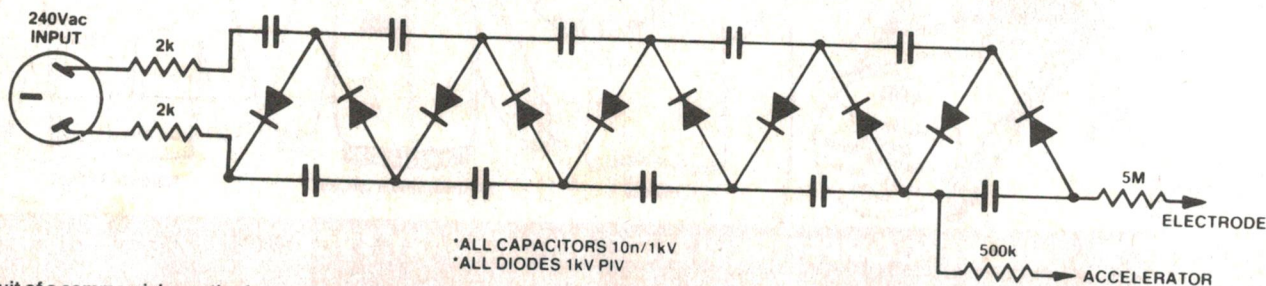 240Vac
INPUT
2k
2k
5M
ELECTRODE
500k
ACCELERATOR
*ALL CAPACITORS 10n/1kV
*ALL DIODES 1kV PIV